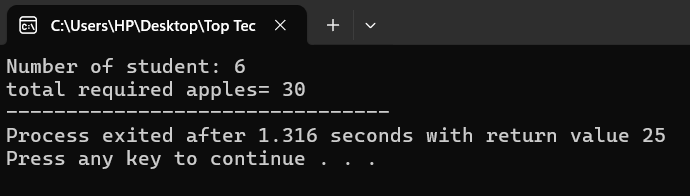 C:\Users\HP\Desktop\Top Tec
Number of student: 6
total required apples= 30
--------------------------------
Process exited after 1.316 seconds with return value 25
Press any key to continue . . .